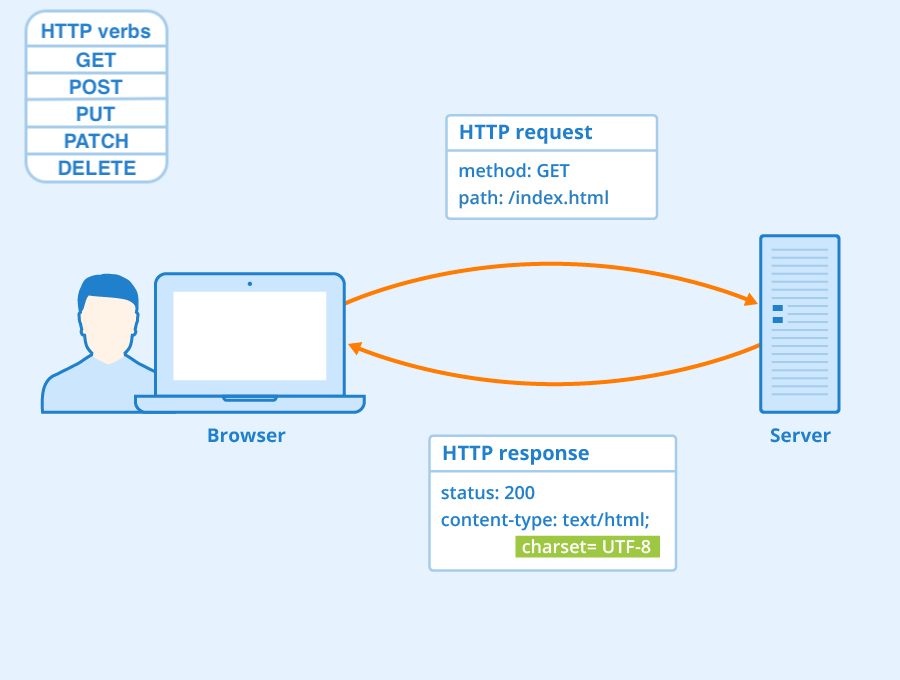 HTTP verbs
GET
POST
PUT
PATCH
DELETE
HTTP request
method: GET
path: /index.html
Browser
Server
HTTP response
status: 200
content-type: text/html;
charset= UTF-8